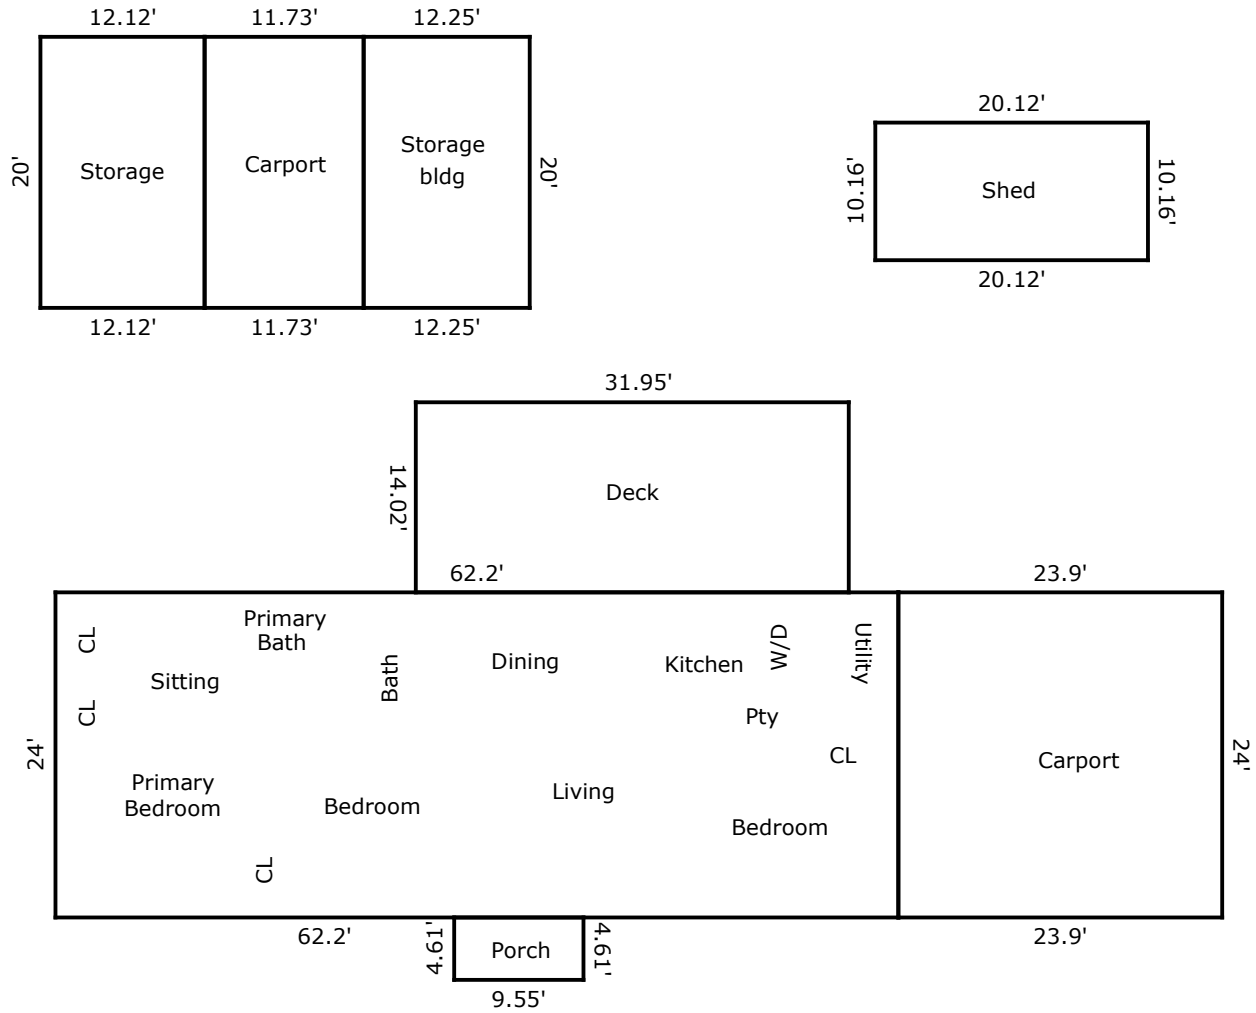 12.12' 11.73' 12.25'
20' Storage Carport Storage
bldg 20'
12.12' 11.73' 12.25'
20.12'
10.16' Shed 10.16'
20.12'
31.95'
14.02' Deck
62.2' 23.9'
CL Primary
Bath Bath Dining Kitchen W/D Utility
Sitting
CL Pty
24' CL Carport 24'
Primary
Bedroom Bedroom Living
Bedroom
CL
62.2' 4.61' Porch 4.61' 23.9'
9.55'